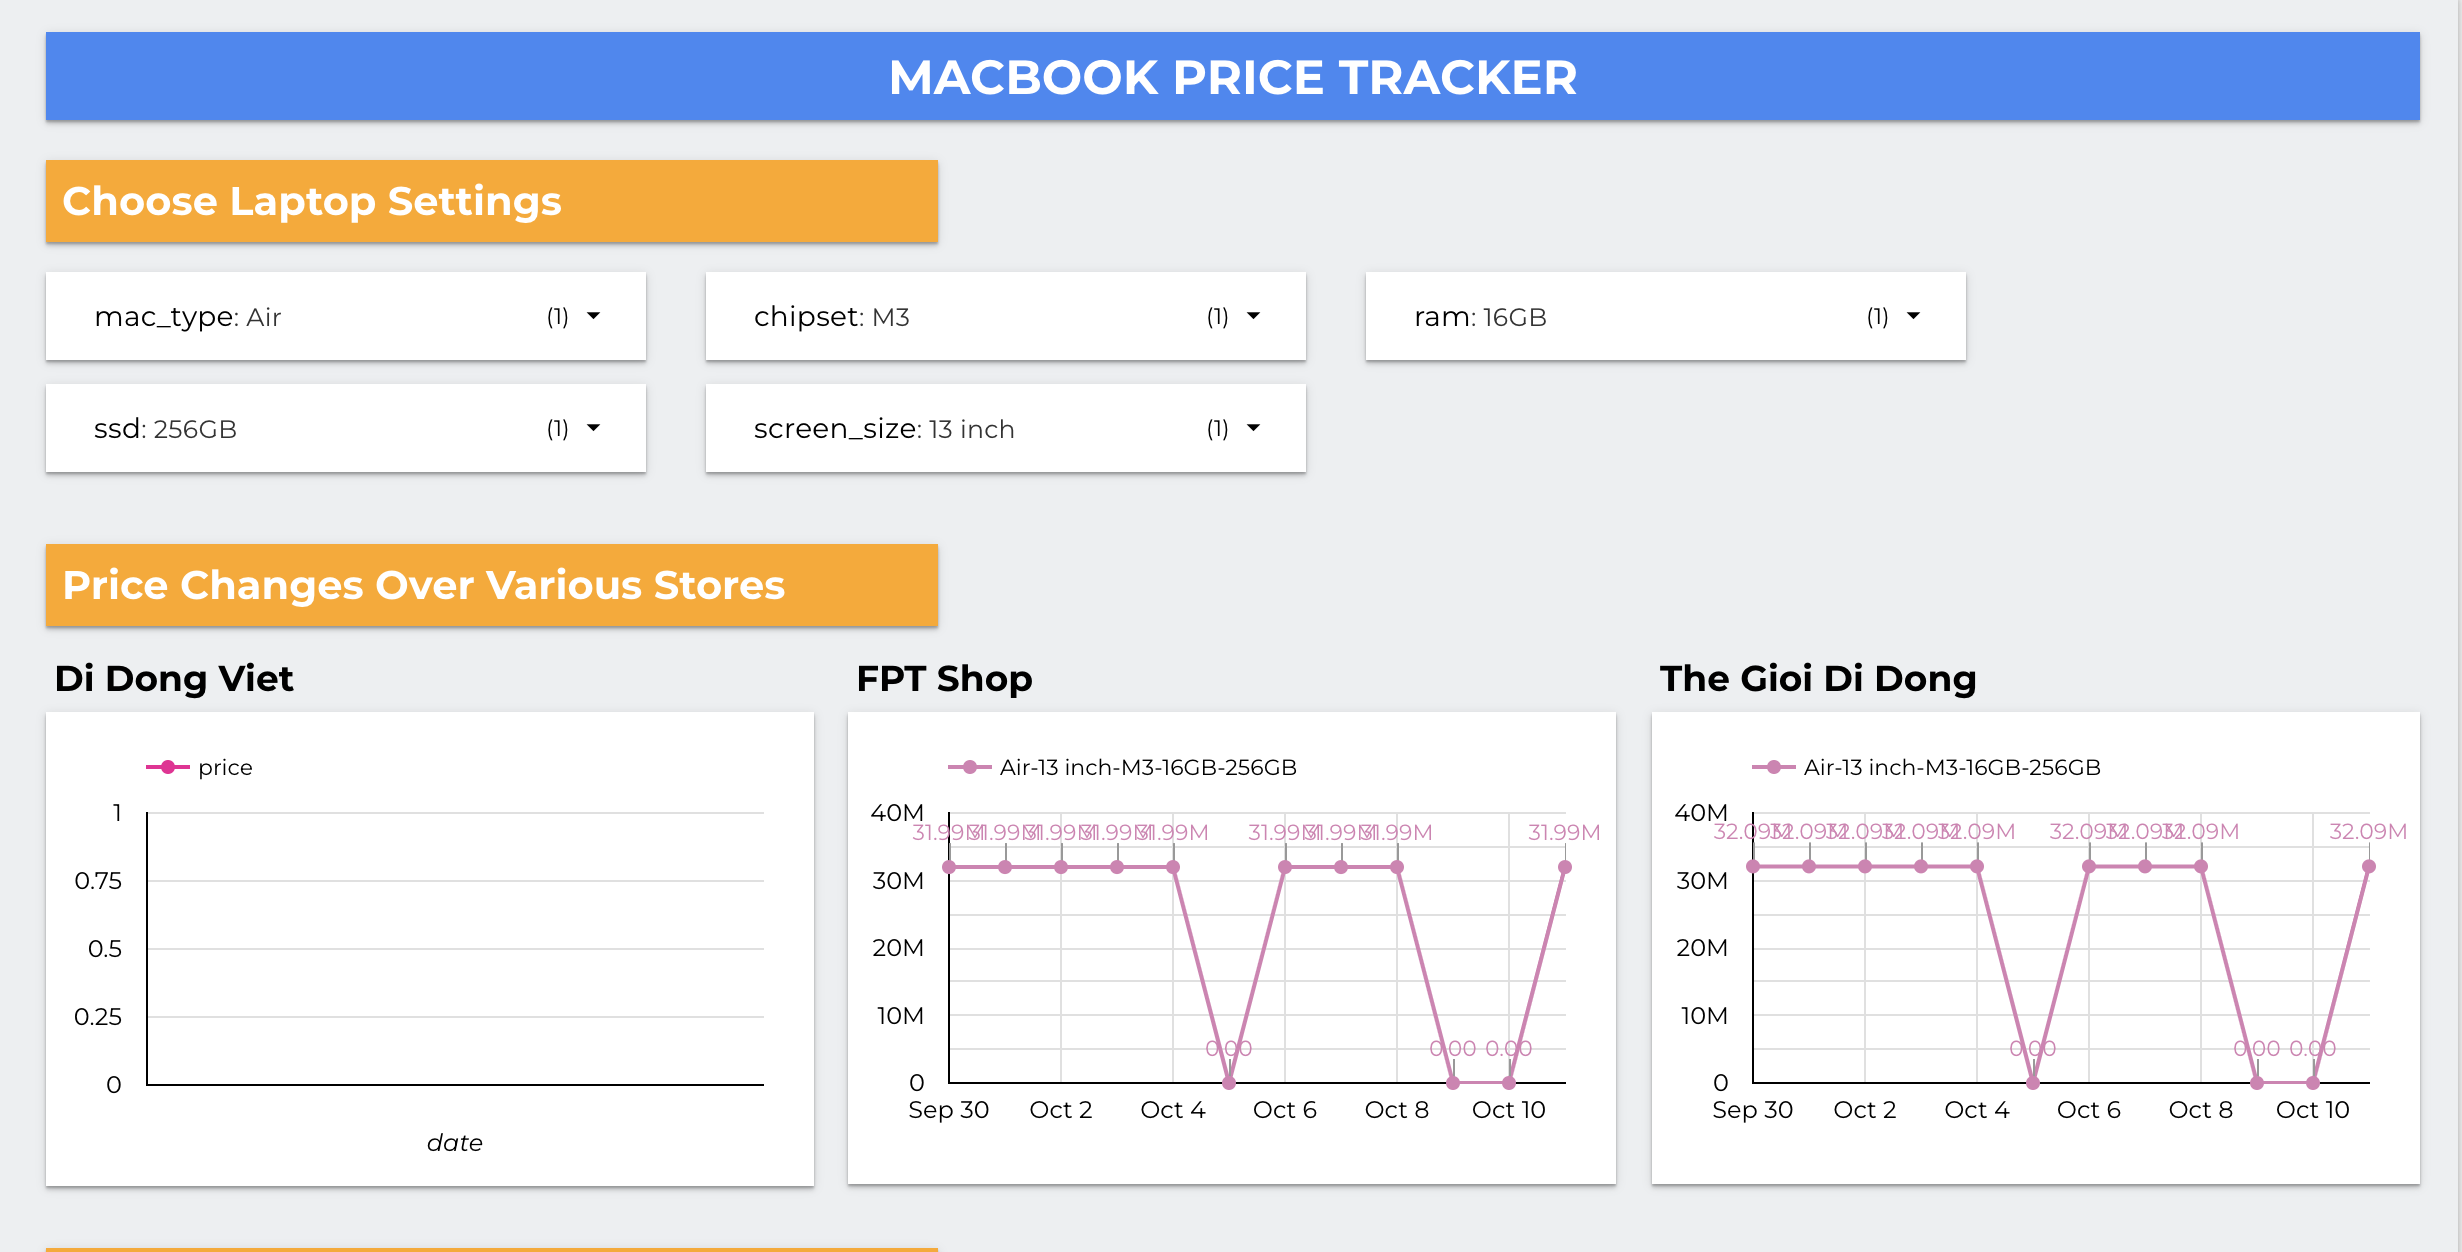 MACBOOK PRICE TRACKER
Choose Laptop Settings
mac_type: Air (1)
chipset: M3 (1)
ram: 16GB (1)
ssd: 256GB (1)
screen_size: 13 inch (1)
Price Changes Over Various Stores
Di Dong Viet
price
1
0.75
0.5
0.25
0
date
FPT Shop
Air-13 inch-M3-16GB-256GB
40M
30M
20M
10M
0
31.99M 31.99M 31.99M 31.99M 31.99M 31.99M 31.99M 31.99M 31.99M
0.00 0.00 0.00
Sep 30 Oct 2 Oct 4 Oct 6 Oct 8 Oct 10
The Gioi Di Dong
Air-13 inch-M3-16GB-256GB
40M
30M
20M
10M
0
32.09M 32.09M 32.09M 32.09M 32.09M 32.09M 32.09M 32.09M 32.09M
0.00 0.00 0.00
Sep 30 Oct 2 Oct 4 Oct 6 Oct 8 Oct 10